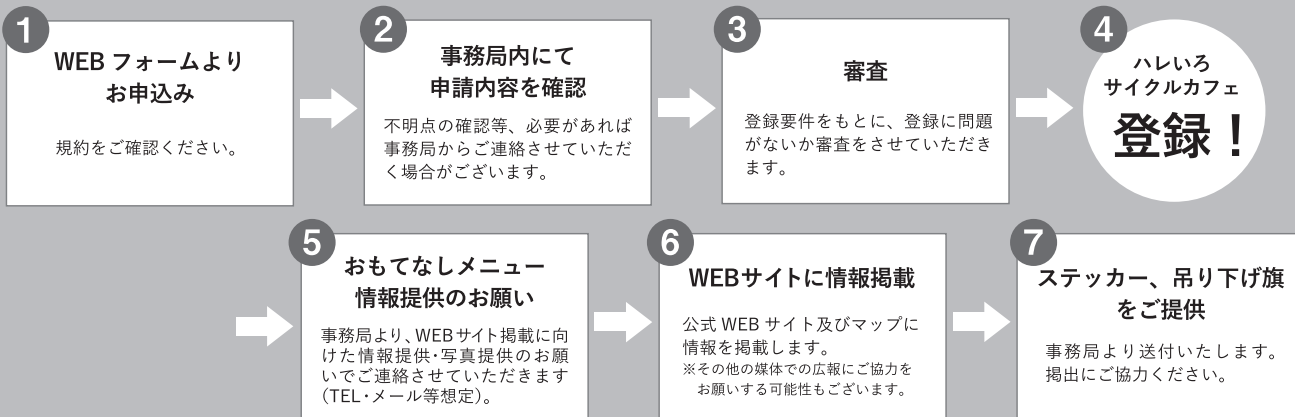 1
WEB フォームより
お申込み
規約をご確認ください。
2
事務局内にて
申請内容を確認
不明点の確認等、必要があれば
事務局からご連絡させていただ
く場合がございます。
3
審査
登録要件をもとに、登録に問題
がないか審査をさせていただき
ます。
4
ハレいろ
サイクルカフェ
登録！
5
おもてなしメニュー
情報提供のお願い
事務局より、WEBサイト掲載に向
けた情報提供・写真提供のお願
いでご連絡させていただきます
（TEL・メール等想定）。
6
WEBサイトに情報掲載
公式 WEB サイト及びマップに
情報を掲載します。
※その他の媒体での広報にご協力を
お願いする可能性もございます。
7
ステッカー、吊り下げ旗
をご提供
事務局より送付いたします。
掲出にご協力ください。